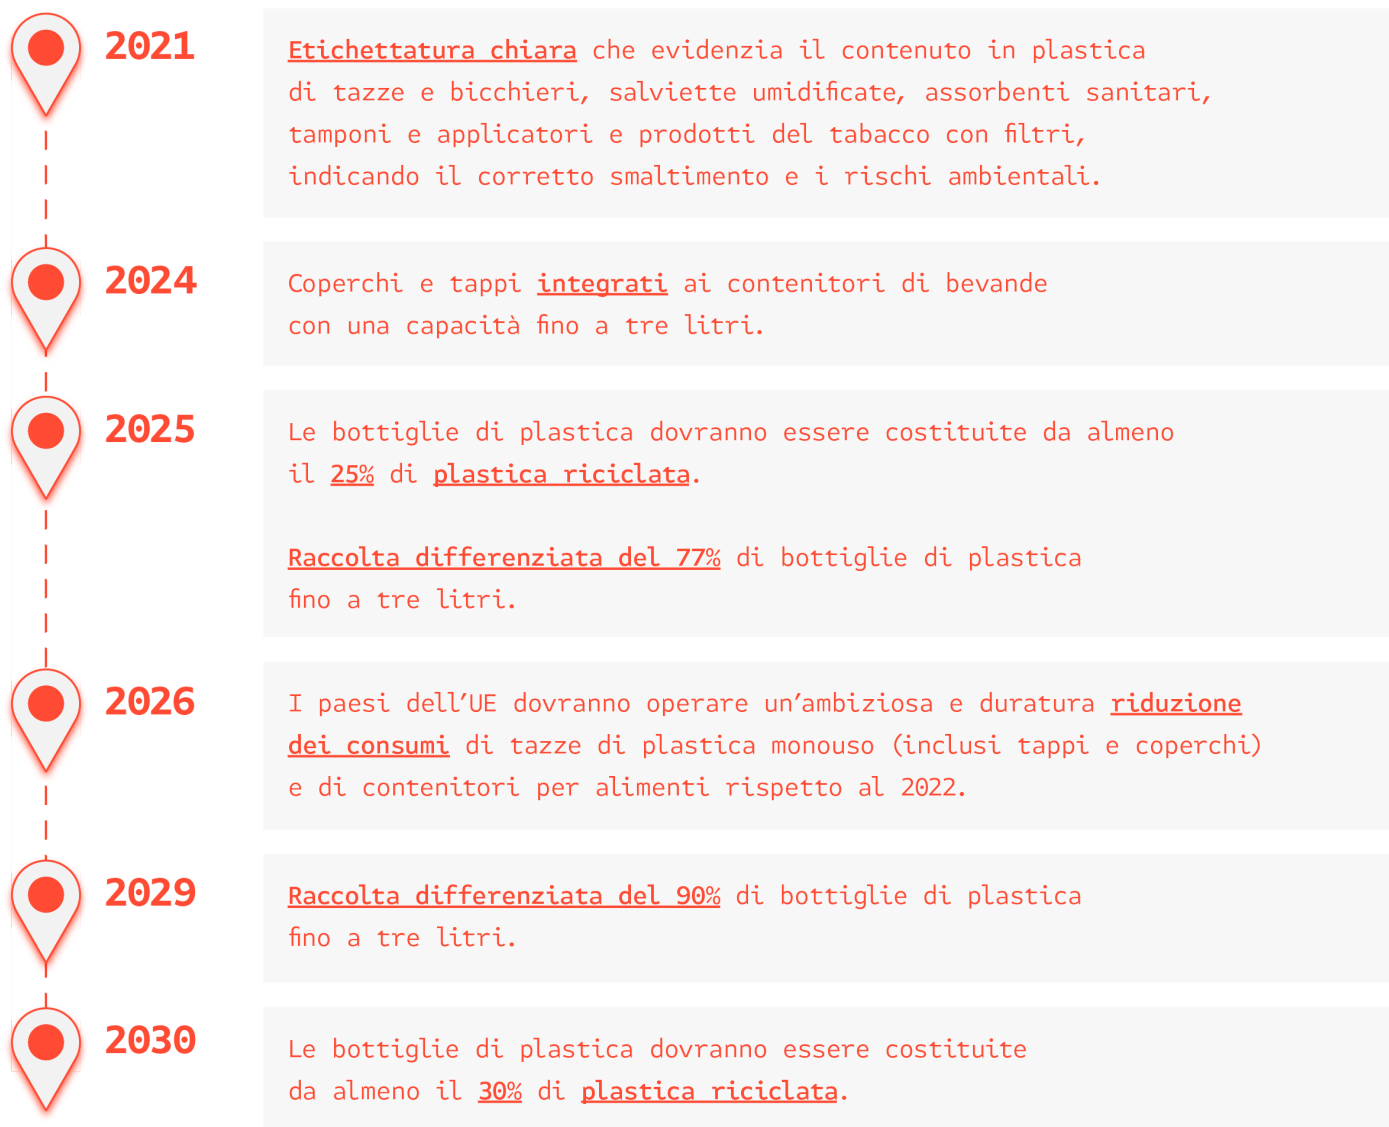 2021
Etichettatura chiara che evidenzia il contenuto in plastica
di tazze e bicchieri, salviette umidificate, assorbenti sanitari,
tamponi e applicatori e prodotti del tabacco con filtri,
indicando il corretto smaltimento e i rischi ambientali.
2024
Coperchi e tappi integrati ai contenitori di bevande
con una capacità fino a tre litri.
2025
Le bottiglie di plastica dovranno essere costituite da almeno
il 25% di plastica riciclata.
Raccolta differenziata del 77% di bottiglie di plastica
fino a tre litri.
2026
I paesi dell’UE dovranno operare un’ambiziosa e duratura riduzione
dei consumi di tazze di plastica monouso (inclusi tappi e coperchi)
e di contenitori per alimenti rispetto al 2022.
2029
Raccolta differenziata del 90% di bottiglie di plastica
fino a tre litri.
2030
Le bottiglie di plastica dovranno essere costituite
da almeno il 30% di plastica riciclata.